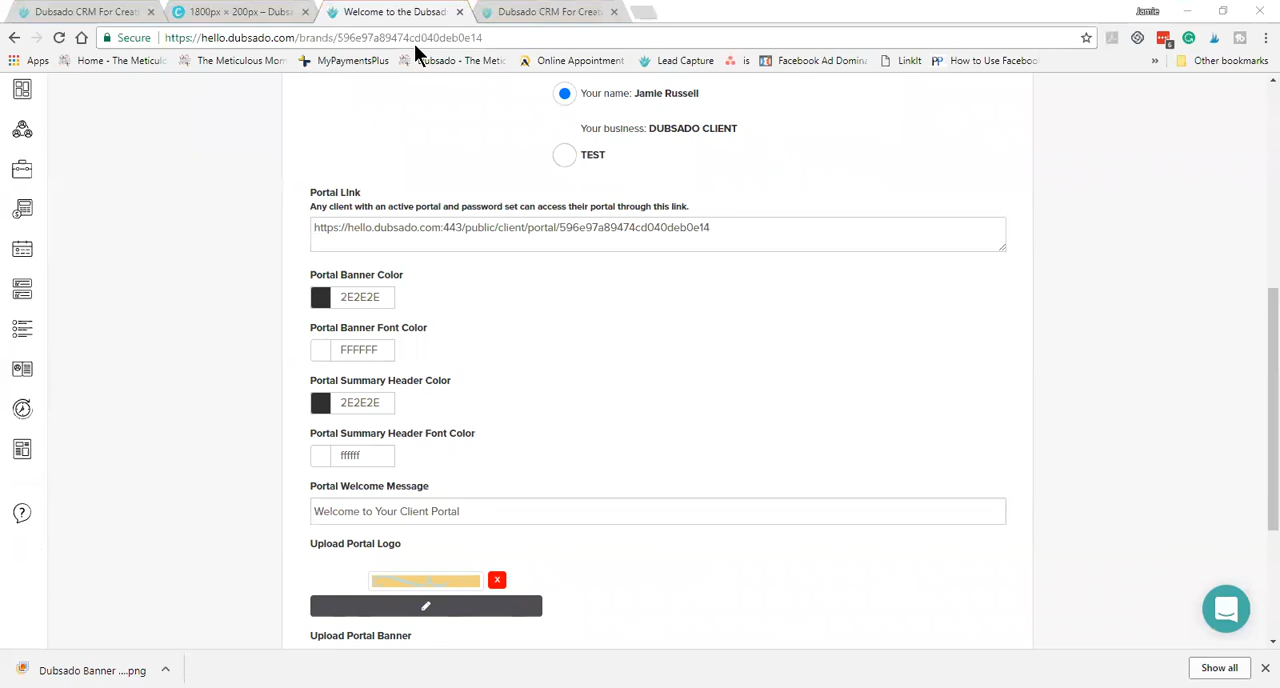 Dubsado CRM For Creati
1800px × 200px – Dubsa
Welcome to the Dubsad
Dubsado CRM For Creati
Jamie
Secure
https://hello.dubsado.com/brands/596e97a89474cd040deb0e14
6
Apps
Home - The Meticulo
The Meticulous Mom
MyPaymentsPlus
Dubsado - The Metic
Online Appointment
Lead Capture
is
Facebook Ad Domina
LinkIt
PP
How to Use Facebook
»
Other bookmarks
Your name: Jamie Russell
Your business: DUBSADO CLIENT
TEST
Portal Link
Any client with an active portal and password set can access their portal through this link.
https://hello.dubsado.com:443/public/client/portal/596e97a89474cd040deb0e14
Portal Banner Color
2E2E2E
Portal Banner Font Color
FFFFFF
Portal Summary Header Color
2E2E2E
Portal Summary Header Font Color
ffffff
Portal Welcome Message
Welcome to Your Client Portal
Upload Portal Logo
X
Upload Portal Banner
Dubsado Banner ....png
Show all